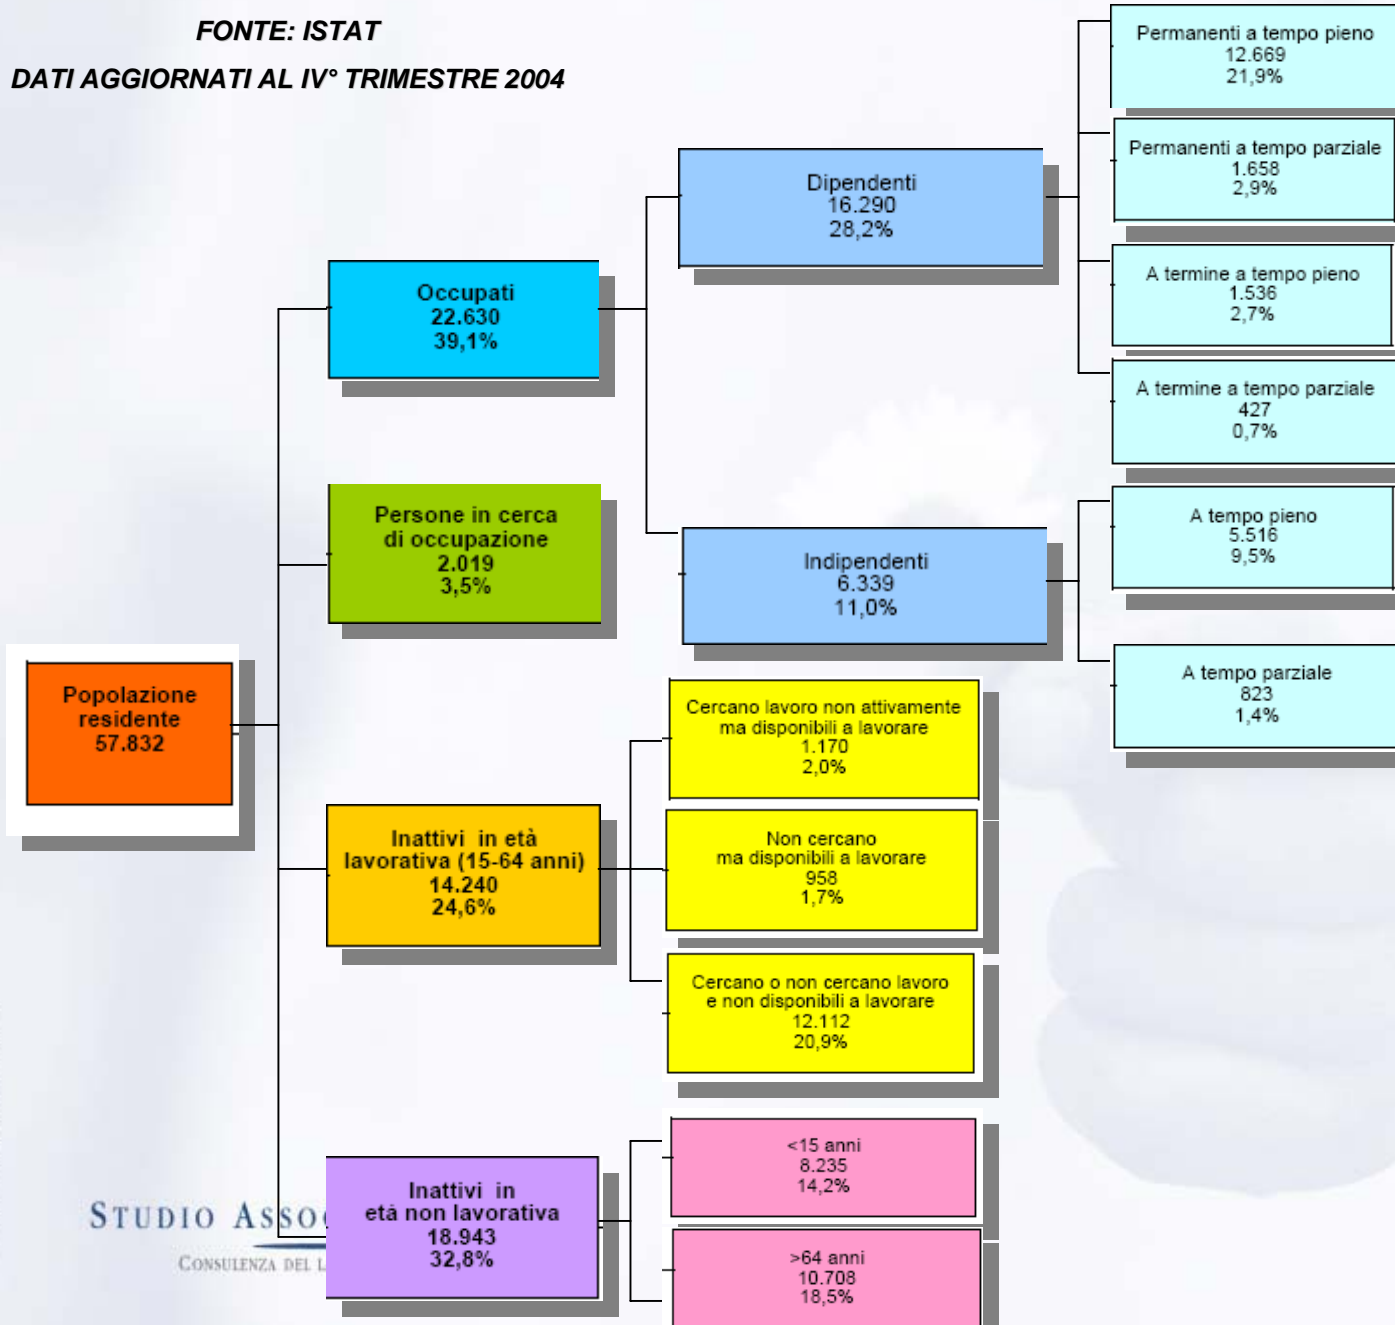 FONTE: ISTAT
DATI AGGIORNATI AL IV° TRIMESTRE 2004
Popolazione
residente
57.832
Occupati
22.630
39,1%
Persone in cerca
di occupazione
2.019
3,5%
Inattivi in età
lavorativa (15-64 anni)
14.240
24,6%
Inattivi in
età non lavorativa
18.943
32,8%
Dipendenti
16.290
28,2%
Indipendenti
6.339
11,0%
Cercano lavoro non attivamente
ma disponibili a lavorare
1.170
2,0%
Non cercano
ma disponibili a lavorare
958
1,7%
Cercano o non cercano lavoro
e non disponibili a lavorare
12.112
20,9%
<15 anni
8.235
14,2%
>64 anni
10.708
18,5%
Permanenti a tempo pieno
12.669
21,9%
Permanenti a tempo parziale
1.658
2,9%
A termine a tempo pieno
1.536
2,7%
A termine a tempo parziale
427
0,7%
A tempo pieno
5.516
9,5%
A tempo parziale
823
1,4%
STUDIO
CONSULENZA DEL